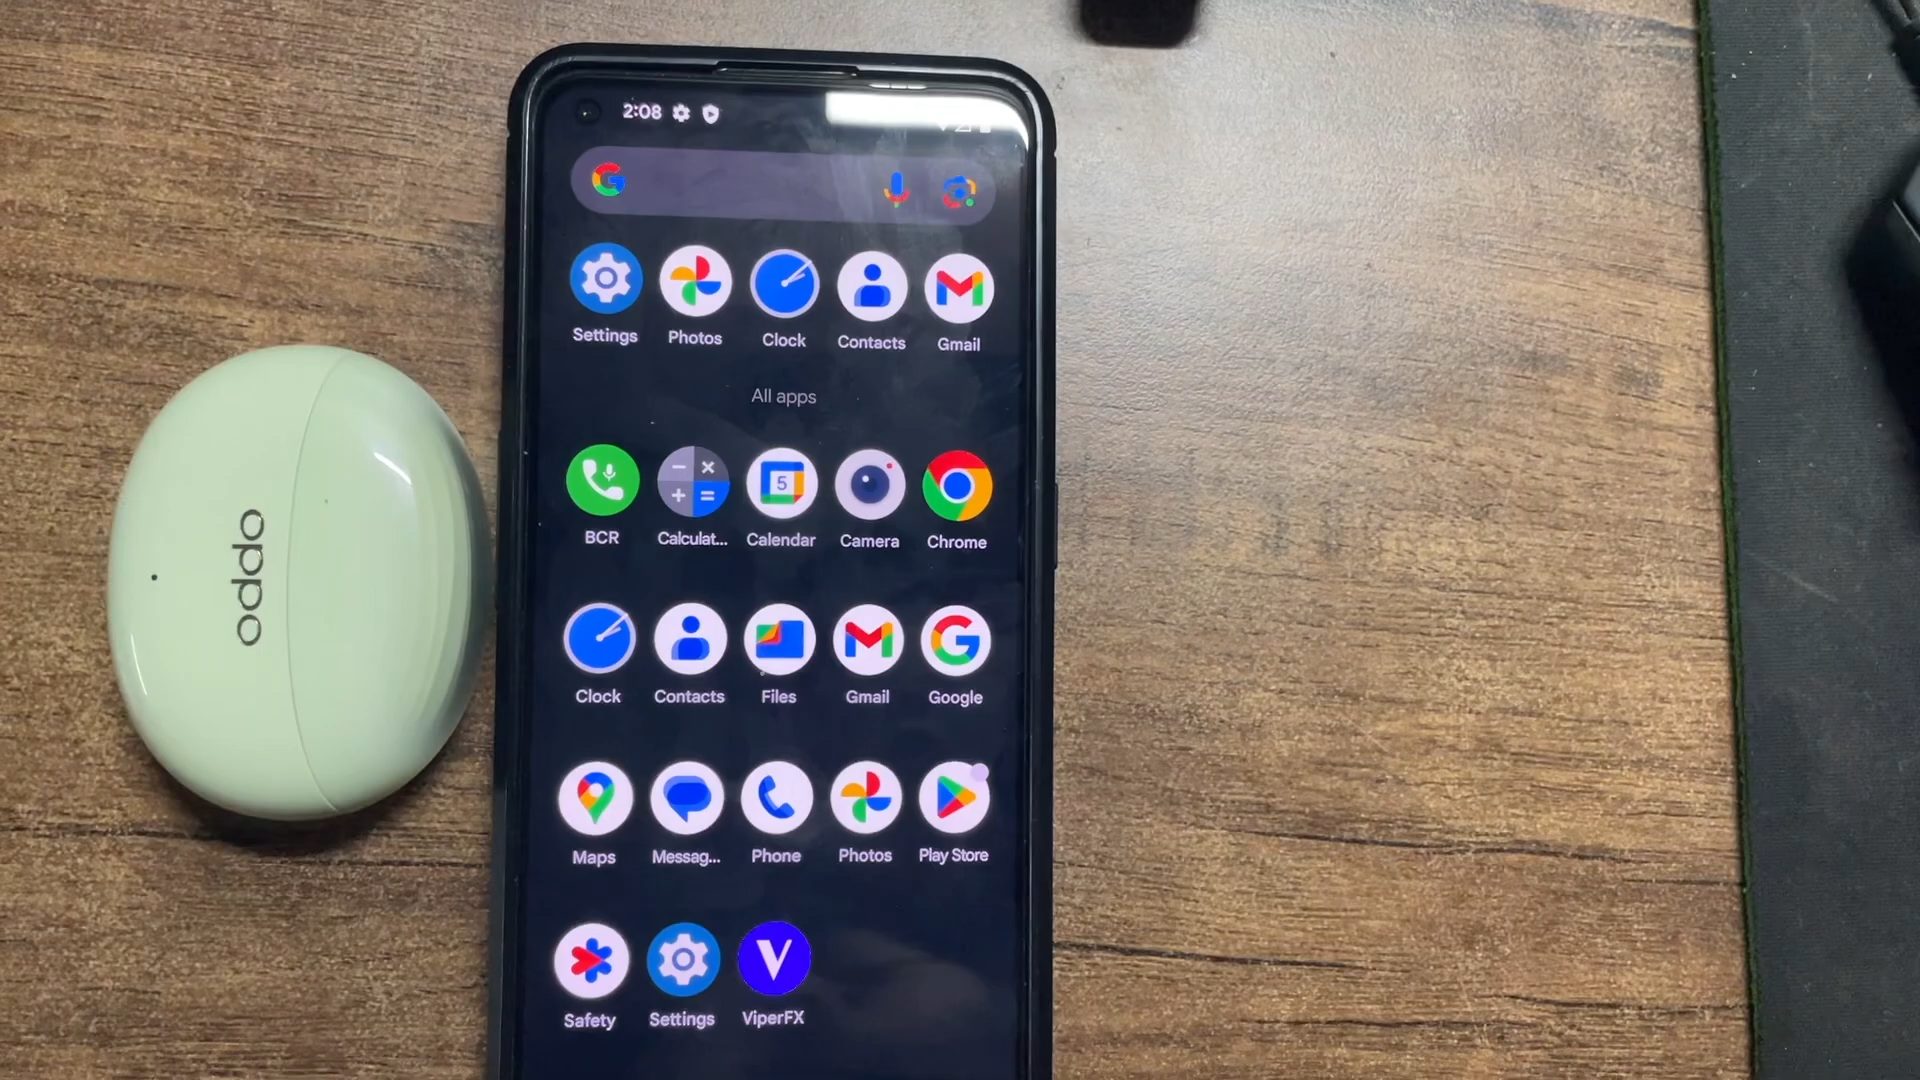 2:08
Settings Photos Clock Contacts Gmail
All apps
BCR Calculat... Calendar Camera Chrome
5
Clock Contacts Files Gmail Google
Maps Messag... Phone Photos Play Store
Safety Settings ViperFX
V
oppo